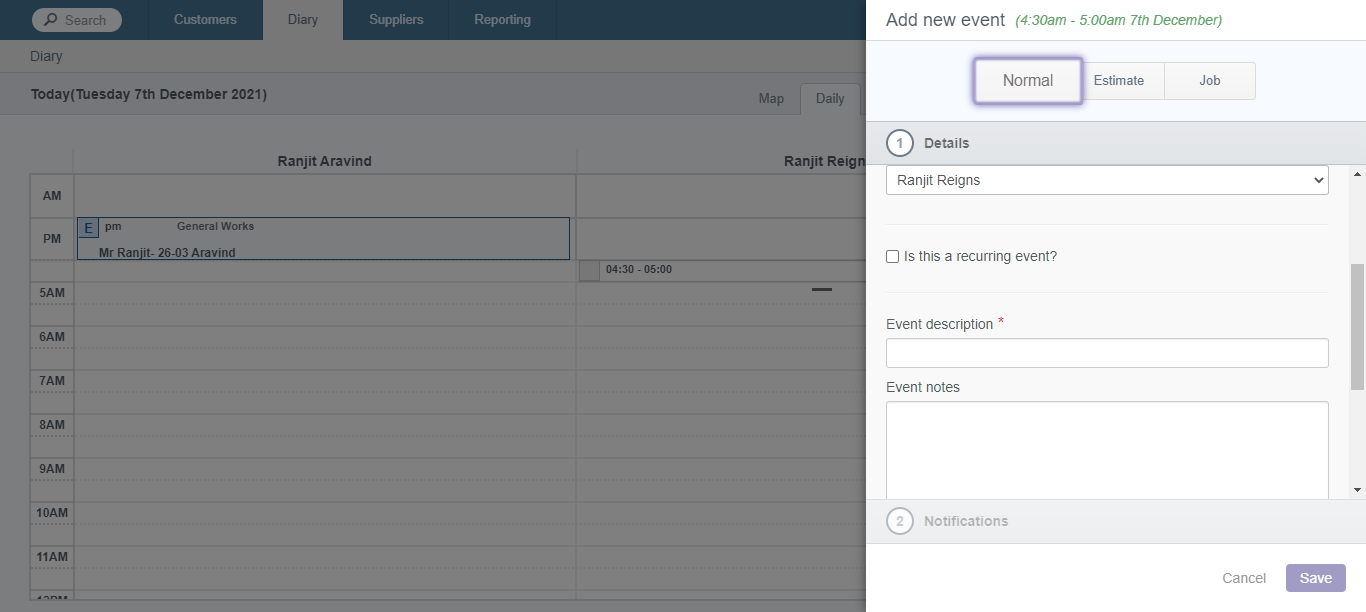 Search
Customers
Diary
Suppliers
Reporting
Diary
Today(Tuesday 7th December 2021)
Map
Daily
Ranjit Aravind
Ranjit Reign
AM
PM
E pm General Works
Mr Ranjit- 26-03 Aravind
04:30 - 05:00
5AM
6AM
7AM
8AM
9AM
10AM
11AM
12PM
Add new event (4:30am - 5:00am 7th December)
Normal
Estimate
Job
1 Details
Ranjit Reigns
Is this a recurring event?
Event description *
Event notes
2 Notifications
Cancel
Save